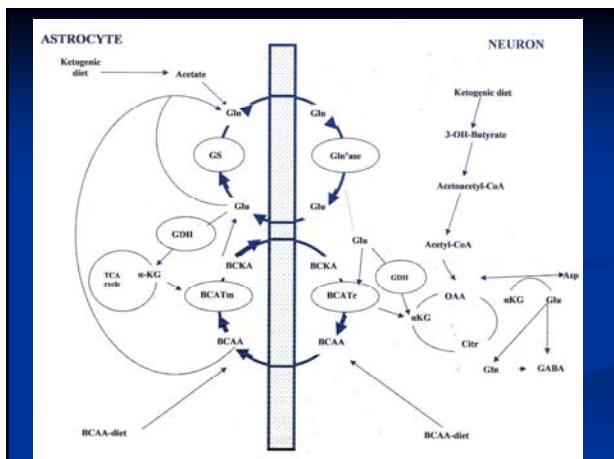 ASTROCYTE
NEURON
Ketogenic
diet
Acetate
Gln
Gln
Ketogenic diet
GS
Gln'ase
3-OH-Butyrate
Glu
Glu
Acetoacetyl-CoA
GDH
Glu
Acetyl-CoA
BCKA
BCKA
TCA
cycle
α-KG
GDH
Asp
BCATm
BCATc
αKG
OAA
αKG
Glu
BCAA
BCAA
Citr
Gln
GABA
BCAA-diet
BCAA-diet